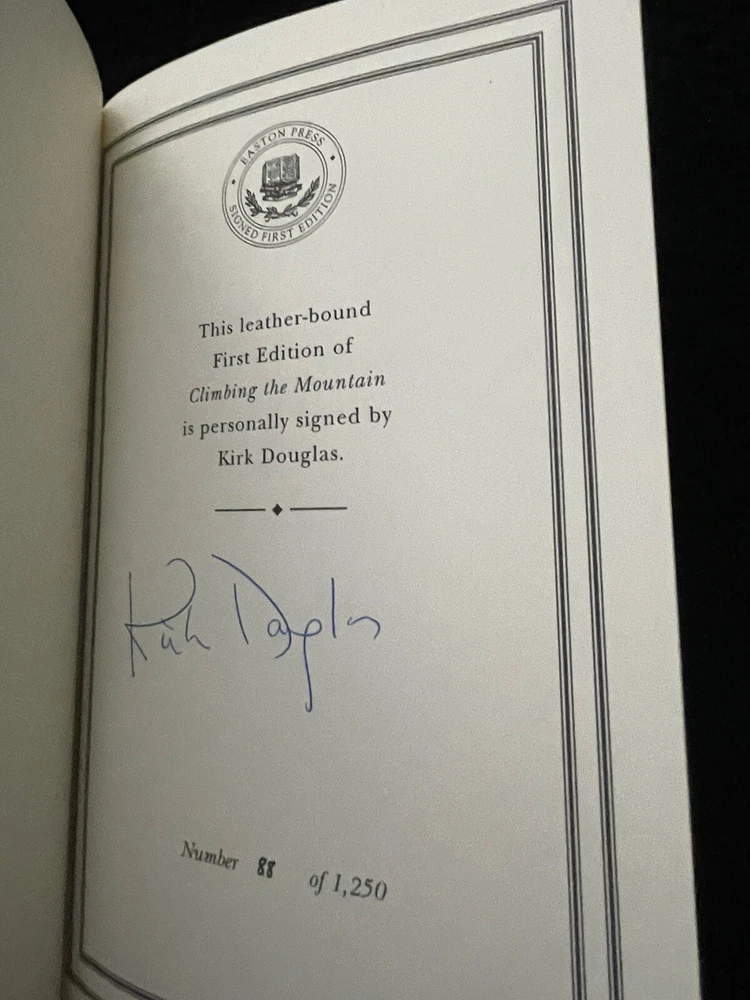 EASTON PRESS
SIGNED FIRST EDITION
This leather-bound
First Edition of
Climbing the Mountain
is personally signed by
Kirk Douglas.
Kirk Douglas
Number 88 of 1,250